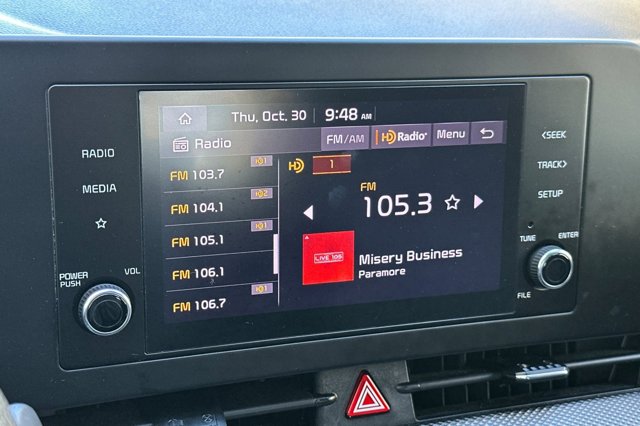 Thu, Oct. 30 9:48 AM
Radio FM/AM HD Radio Menu
FM 103.7 HD1
FM 104.1 HD2
FM 105.1 HD1
FM 106.1
FM 106.7 HD1
HD 1
FM
105.3
LIVE 105
Misery Business
Paramore
RADIO
MEDIA
POWER PUSH
VOL
<SEEK
TRACK>
SETUP
TUNE ENTER
FILE